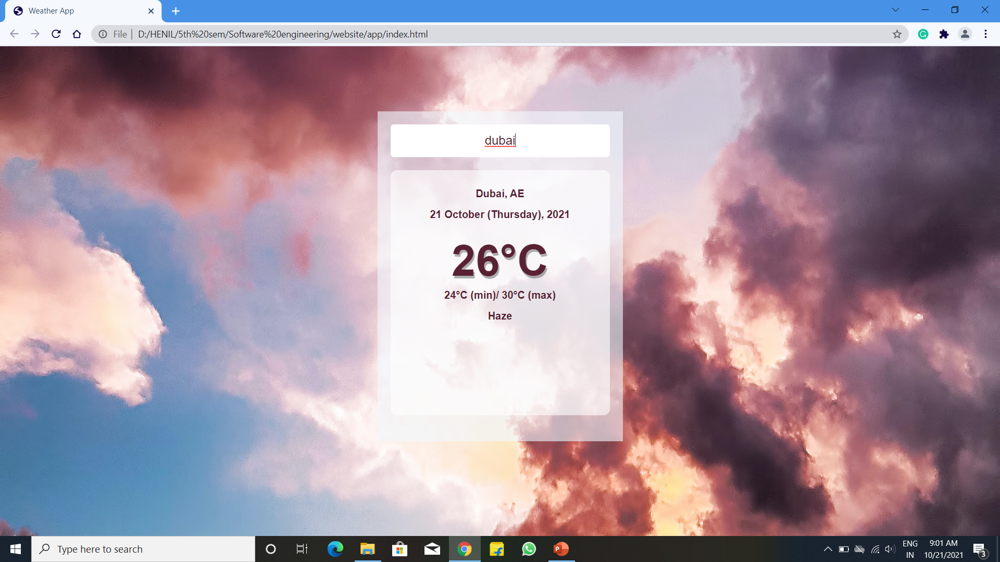 Weather App
File | D:/HENIL/5th%20sem/Software%20engineering/website/app/index.html
dubai
Dubai, AE
21 October (Thursday), 2021
26°C
24°C (min)/ 30°C (max)
Haze
Type here to search
ENG
IN
9:01 AM
10/21/2021
3